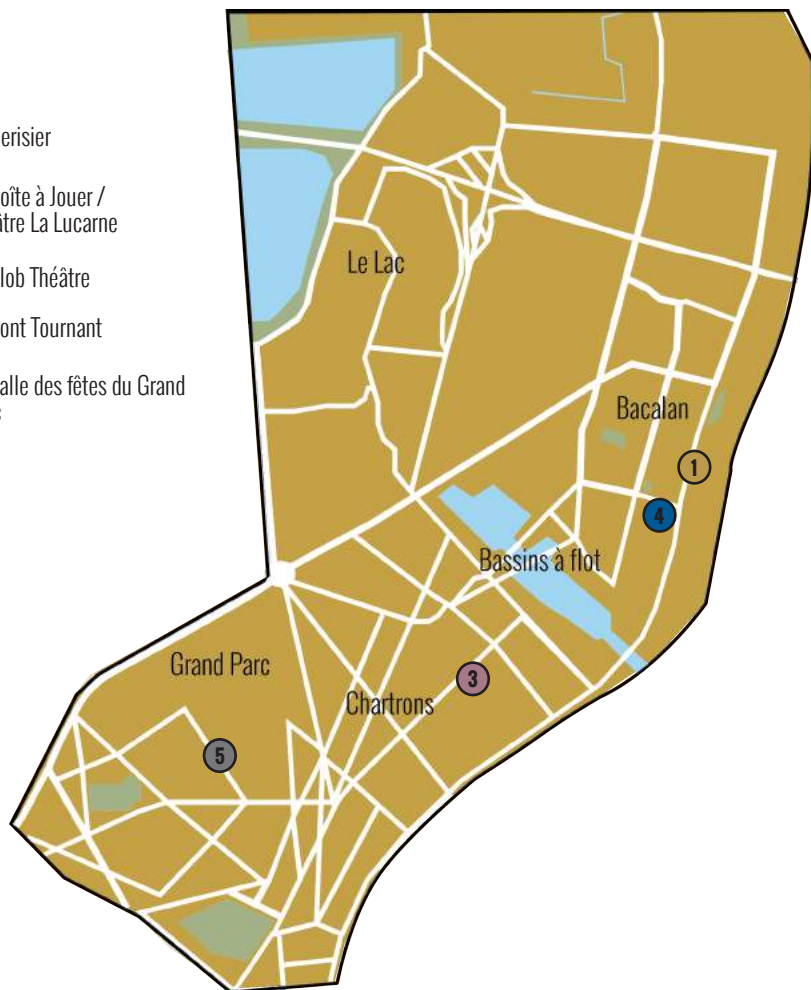 erisier
oîte à Jouer /
âtre La Lucarne
lob Théâtre
ont Tournant
alle des fêtes du Grand
Le Lac
Bacalan
1
4
Bassins à flot
Grand Parc
3
Chartrons
5